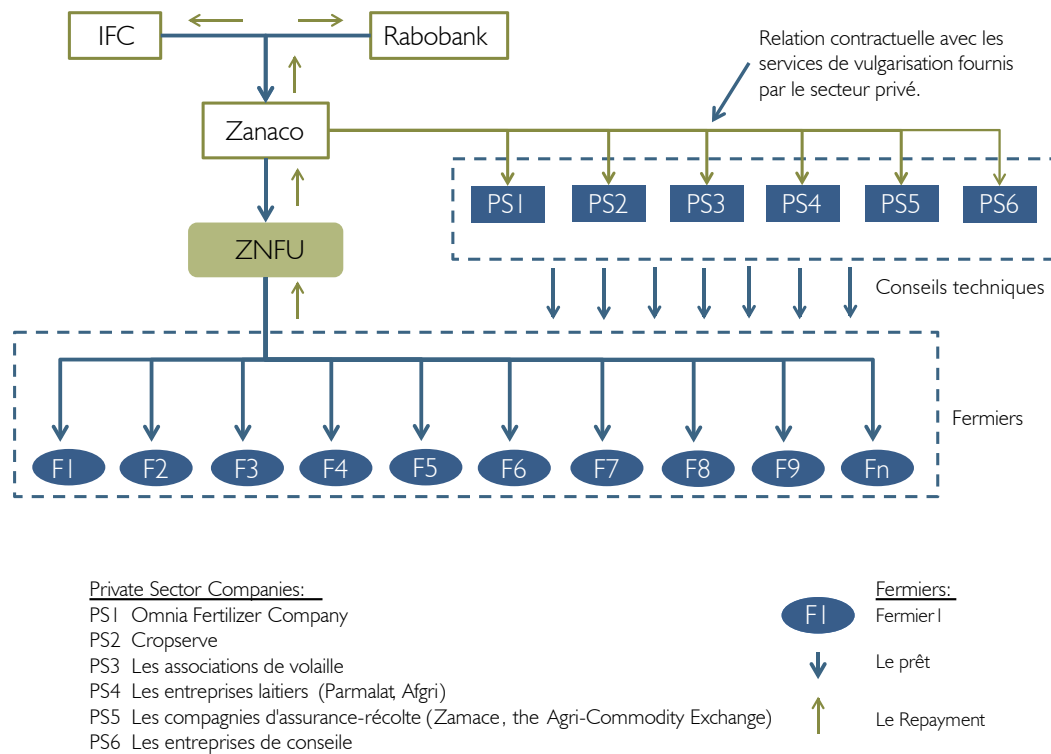 IFC
Rabobank
Relation contractuelle avec les
services de vulgarisation fournis
par le secteur privé.
Zanaco
PS1 PS2 PS3 PS4 PS5 PS6
ZNFU
Conseils techniques
Fermiers
F1 F2 F3 F4 F5 F6 F7 F8 F9 Fn
Private Sector Companies:
PS1 Omnia Fertilizer Company
PS2 Cropserve
PS3 Les associations de volaille
PS4 Les entreprises laitiers (Parmalat, Afgri)
PS5 Les compagnies d'assurance-récolte (Zamace, the Agri-Commodity Exchange)
PS6 Les entreprises de conseile
Fermiers:
F1 Fermier1
Le prêt
Le Repayment